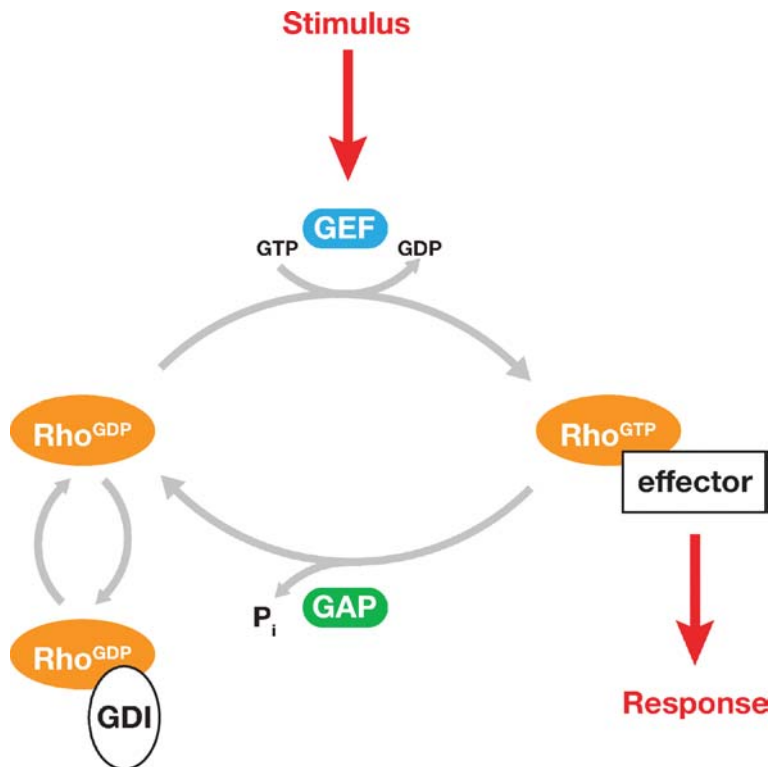 Stimulus
GEF
GTP GDP
Rho^GDP
Rho^GTP
effector
P_i
GAP
Rho^GDP
GDI
Response